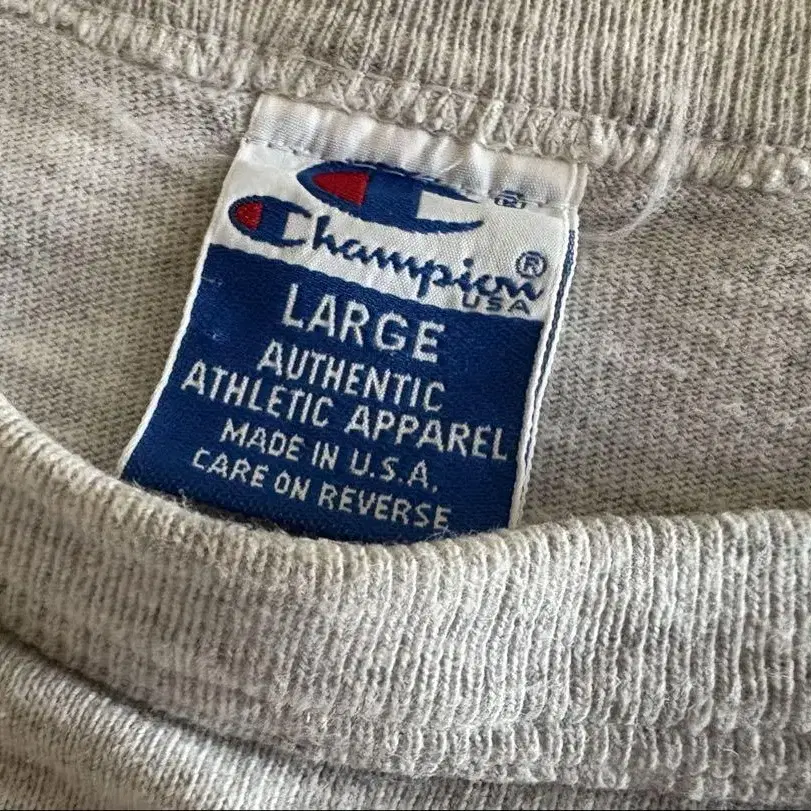 Champion®
USA
LARGE
AUTHENTIC
ATHLETIC APPAREL
MADE IN U.S.A.
CARE ON REVERSE